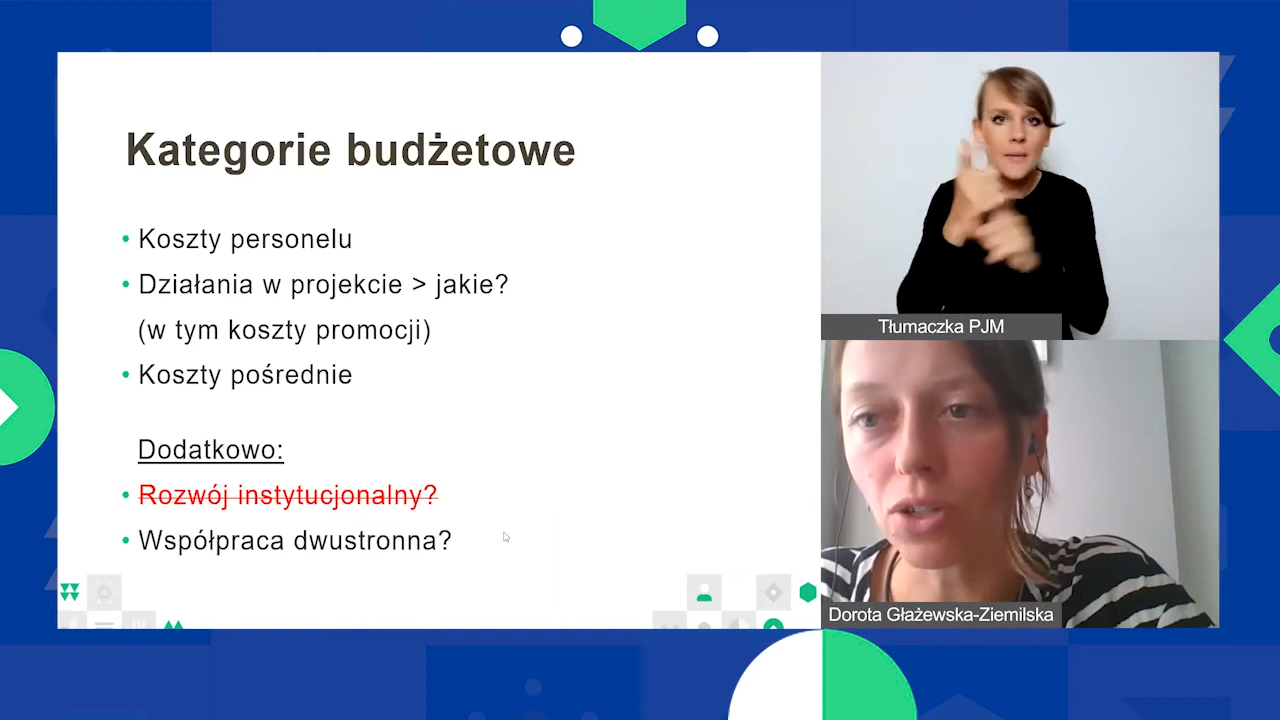 Kategorie budżetowe
• Koszty personelu
• Działania w projekcie > jakie?
(w tym koszty promocji)
• Koszty pośrednie
Dodatkowo:
• Rozwój instytucjonalny?
• Współpraca dwustronna?
Tłumaczka PJM
Dorota Głażewska-Ziemilska